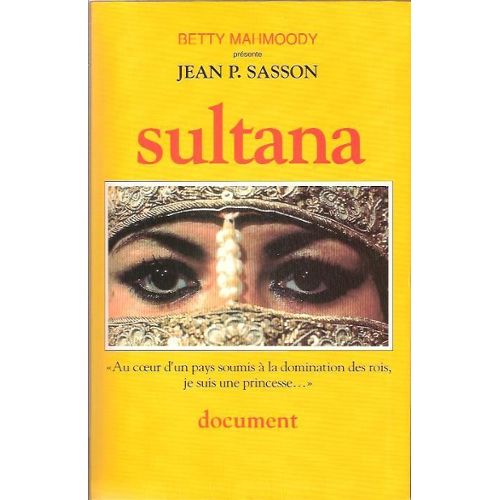 BETTY MAHMOODY
présente
JEAN P. SASSON
sultana
«Au cœur d'un pays soumis à la domination des rois,
je suis une princesse...»
document